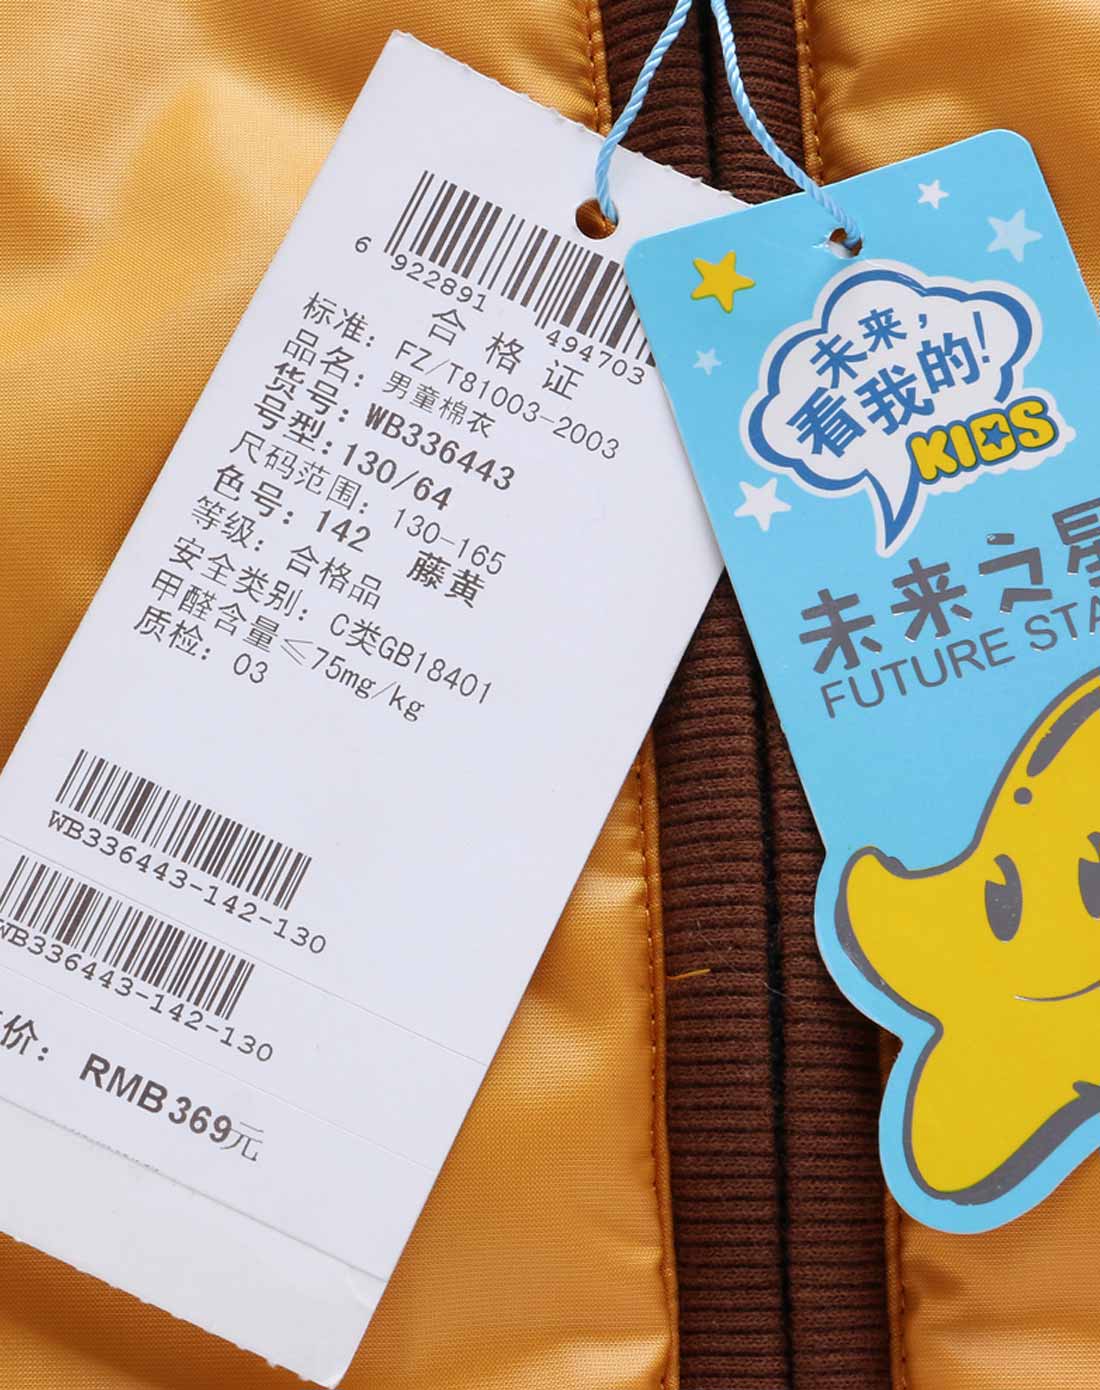 6 922891 494703
合格证
标准: FZ/T81003-2003
品名: 男童棉衣
货号: WB336443
号型: 130/64
尺码范围: 130-165
色号: 142 藤黄
等级: 合格品
安全类别: C类GB18401
甲醛含量≤75mg/kg
质检: 03
WB336443-142-130
WB336443-142-130
价: RMB369元
未来,
看我的!
KIDS
未来之星
FUTURE STA